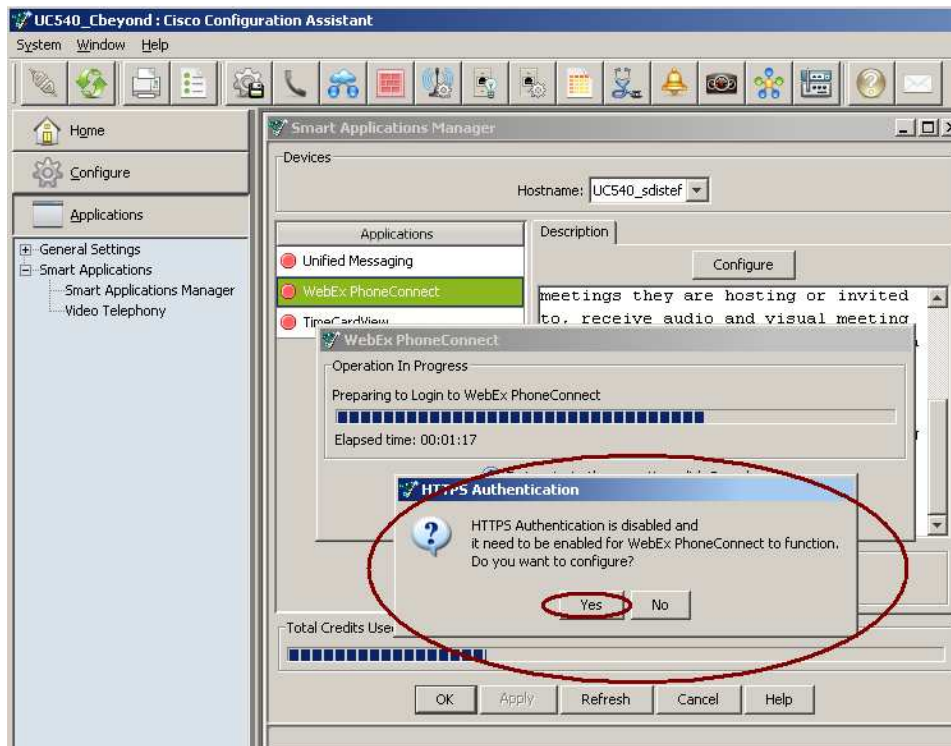 UC540_Cbeyond : Cisco Configuration Assistant
System Window Help
Home
Configure
Applications
General Settings
Smart Applications
Smart Applications Manager
Video Telephony
Smart Applications Manager
Devices
Hostname: UC540_sdistef
Applications
Unified Messaging
WebEx PhoneConnect
TimeCardView
Description
Configure
meetings they are hosting or invited
to, receive audio and visual meeting
WebEx PhoneConnect
Operation In Progress
Preparing to Login to WebEx PhoneConnect
Elapsed time: 00:01:17
HTTPS Authentication
HTTPS Authentication is disabled and
it need to be enabled for WebEx PhoneConnect to function.
Do you want to configure?
Yes No
Total Credits Use
OK Apply Refresh Cancel Help